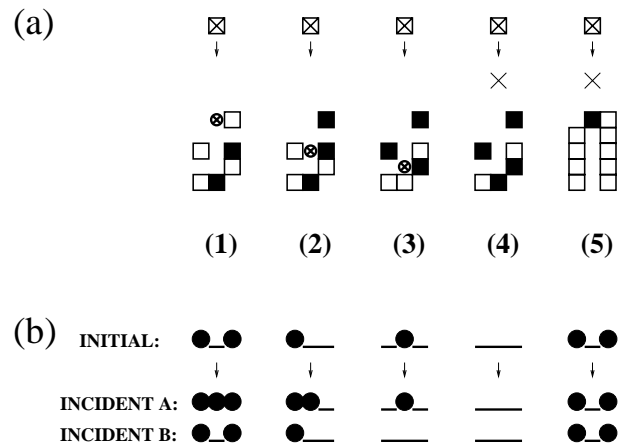 (a)
(1) (2) (3) (4) (5)
(b)
INITIAL:
INCIDENT A:
INCIDENT B: